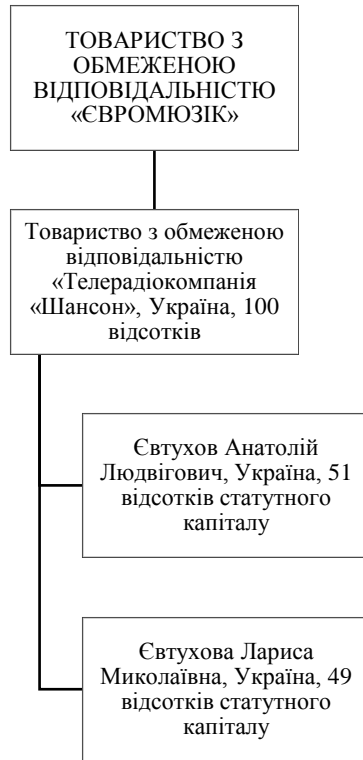 ТОВАРИСТВО З
ОБМЕЖЕНОЮ
ВІДПОВІДАЛЬНІСТЮ
«ЄВРОМЮЗІК»
Товариство з обмеженою
відповідальністю
«Телерадіокомпанія
«Шансон», Україна, 100
відсотків
Євтухов Анатолій
Людвігович, Україна, 51
відсотків статутного
капіталу
Євтухова Лариса
Миколаївна, Україна, 49
відсотків статутного
капіталу